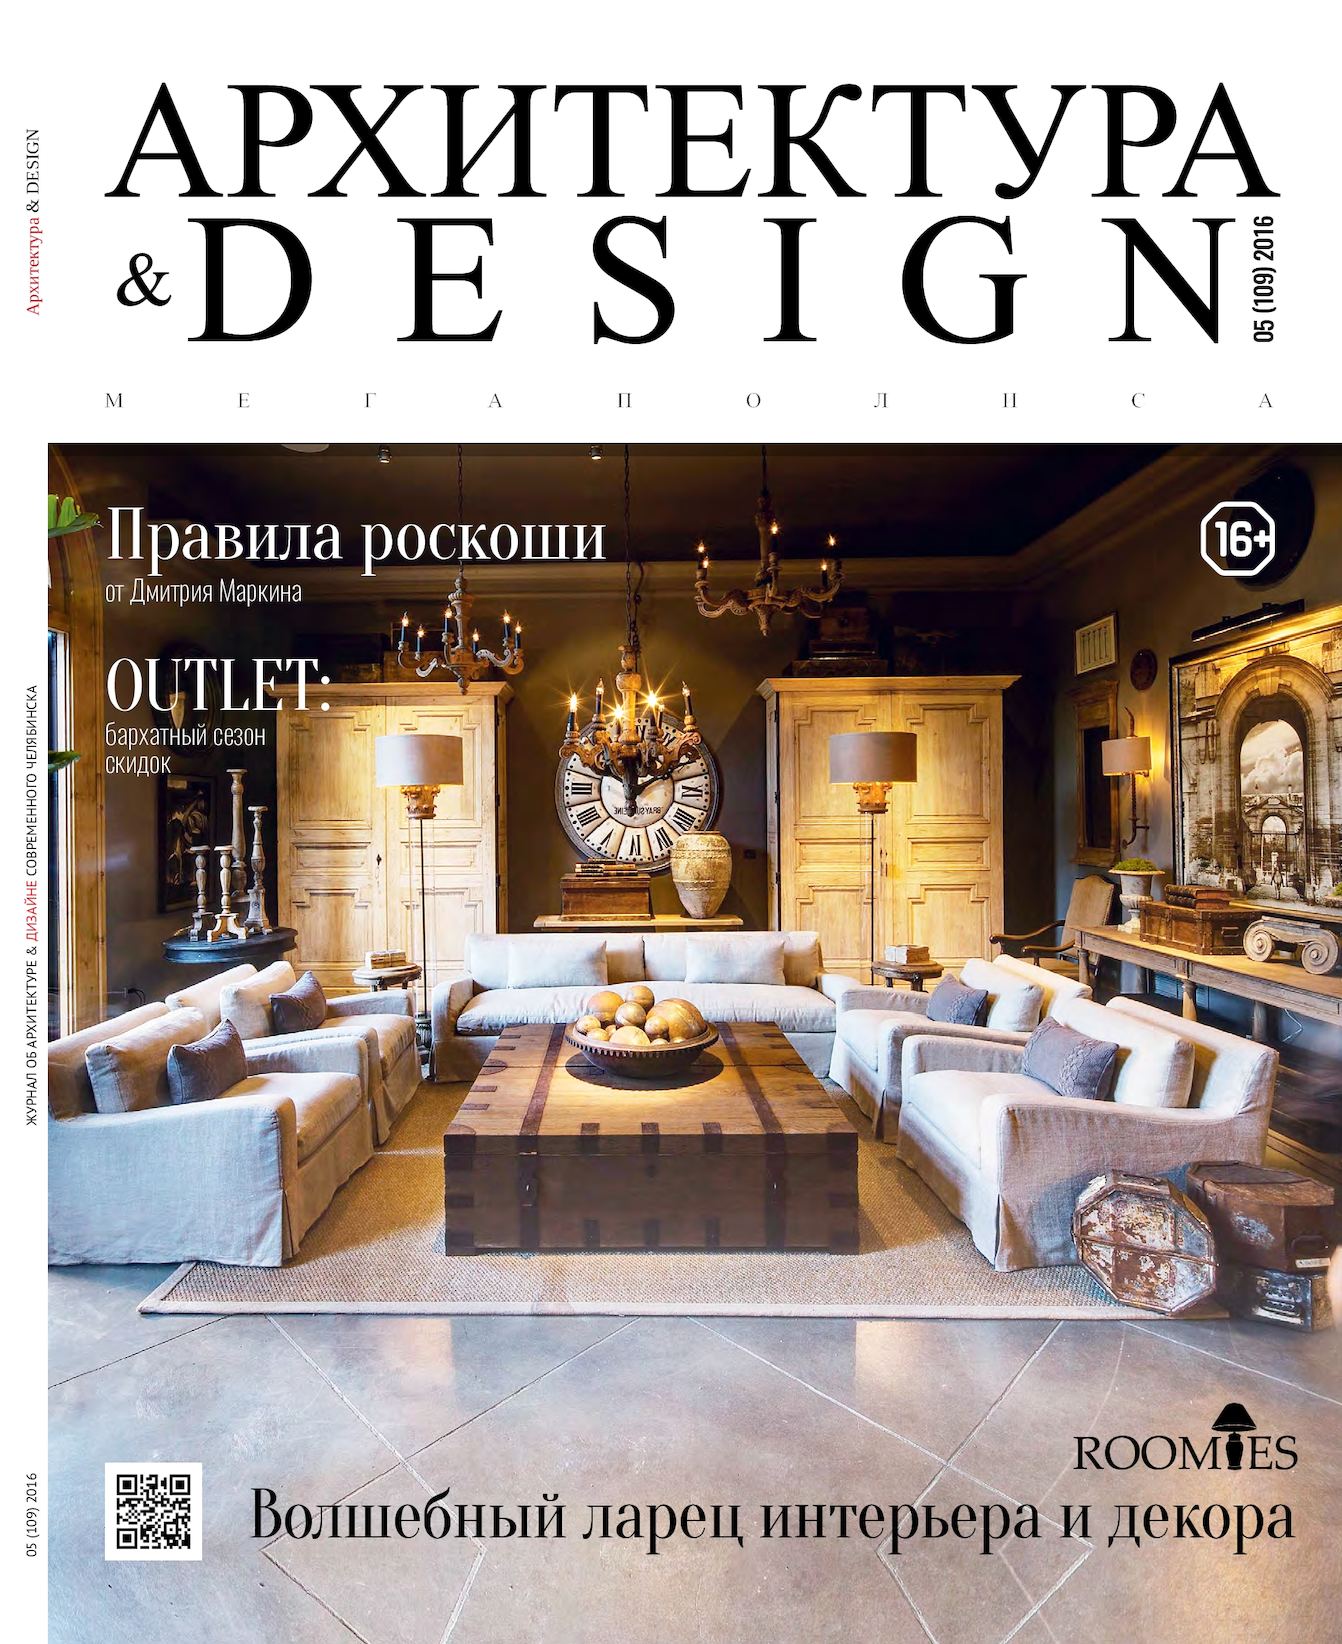 АРХИТЕКТУРА
& DESIGN
05 (109) 2016
МЕГАПОЛИСА
Архитектура & DESIGN
ЖУРНАЛ ОБ АРХИТЕКТУРЕ & ДИЗАЙНЕ СОВРЕМЕННОГО ЧЕЛЯБИНСКА
05 (109) 2016
Правила роскоши
от Дмитрия Маркина
16+
OUTLET:
бархатный сезон
скидок
ROOMIES
Волшебный ларец интерьера и декора